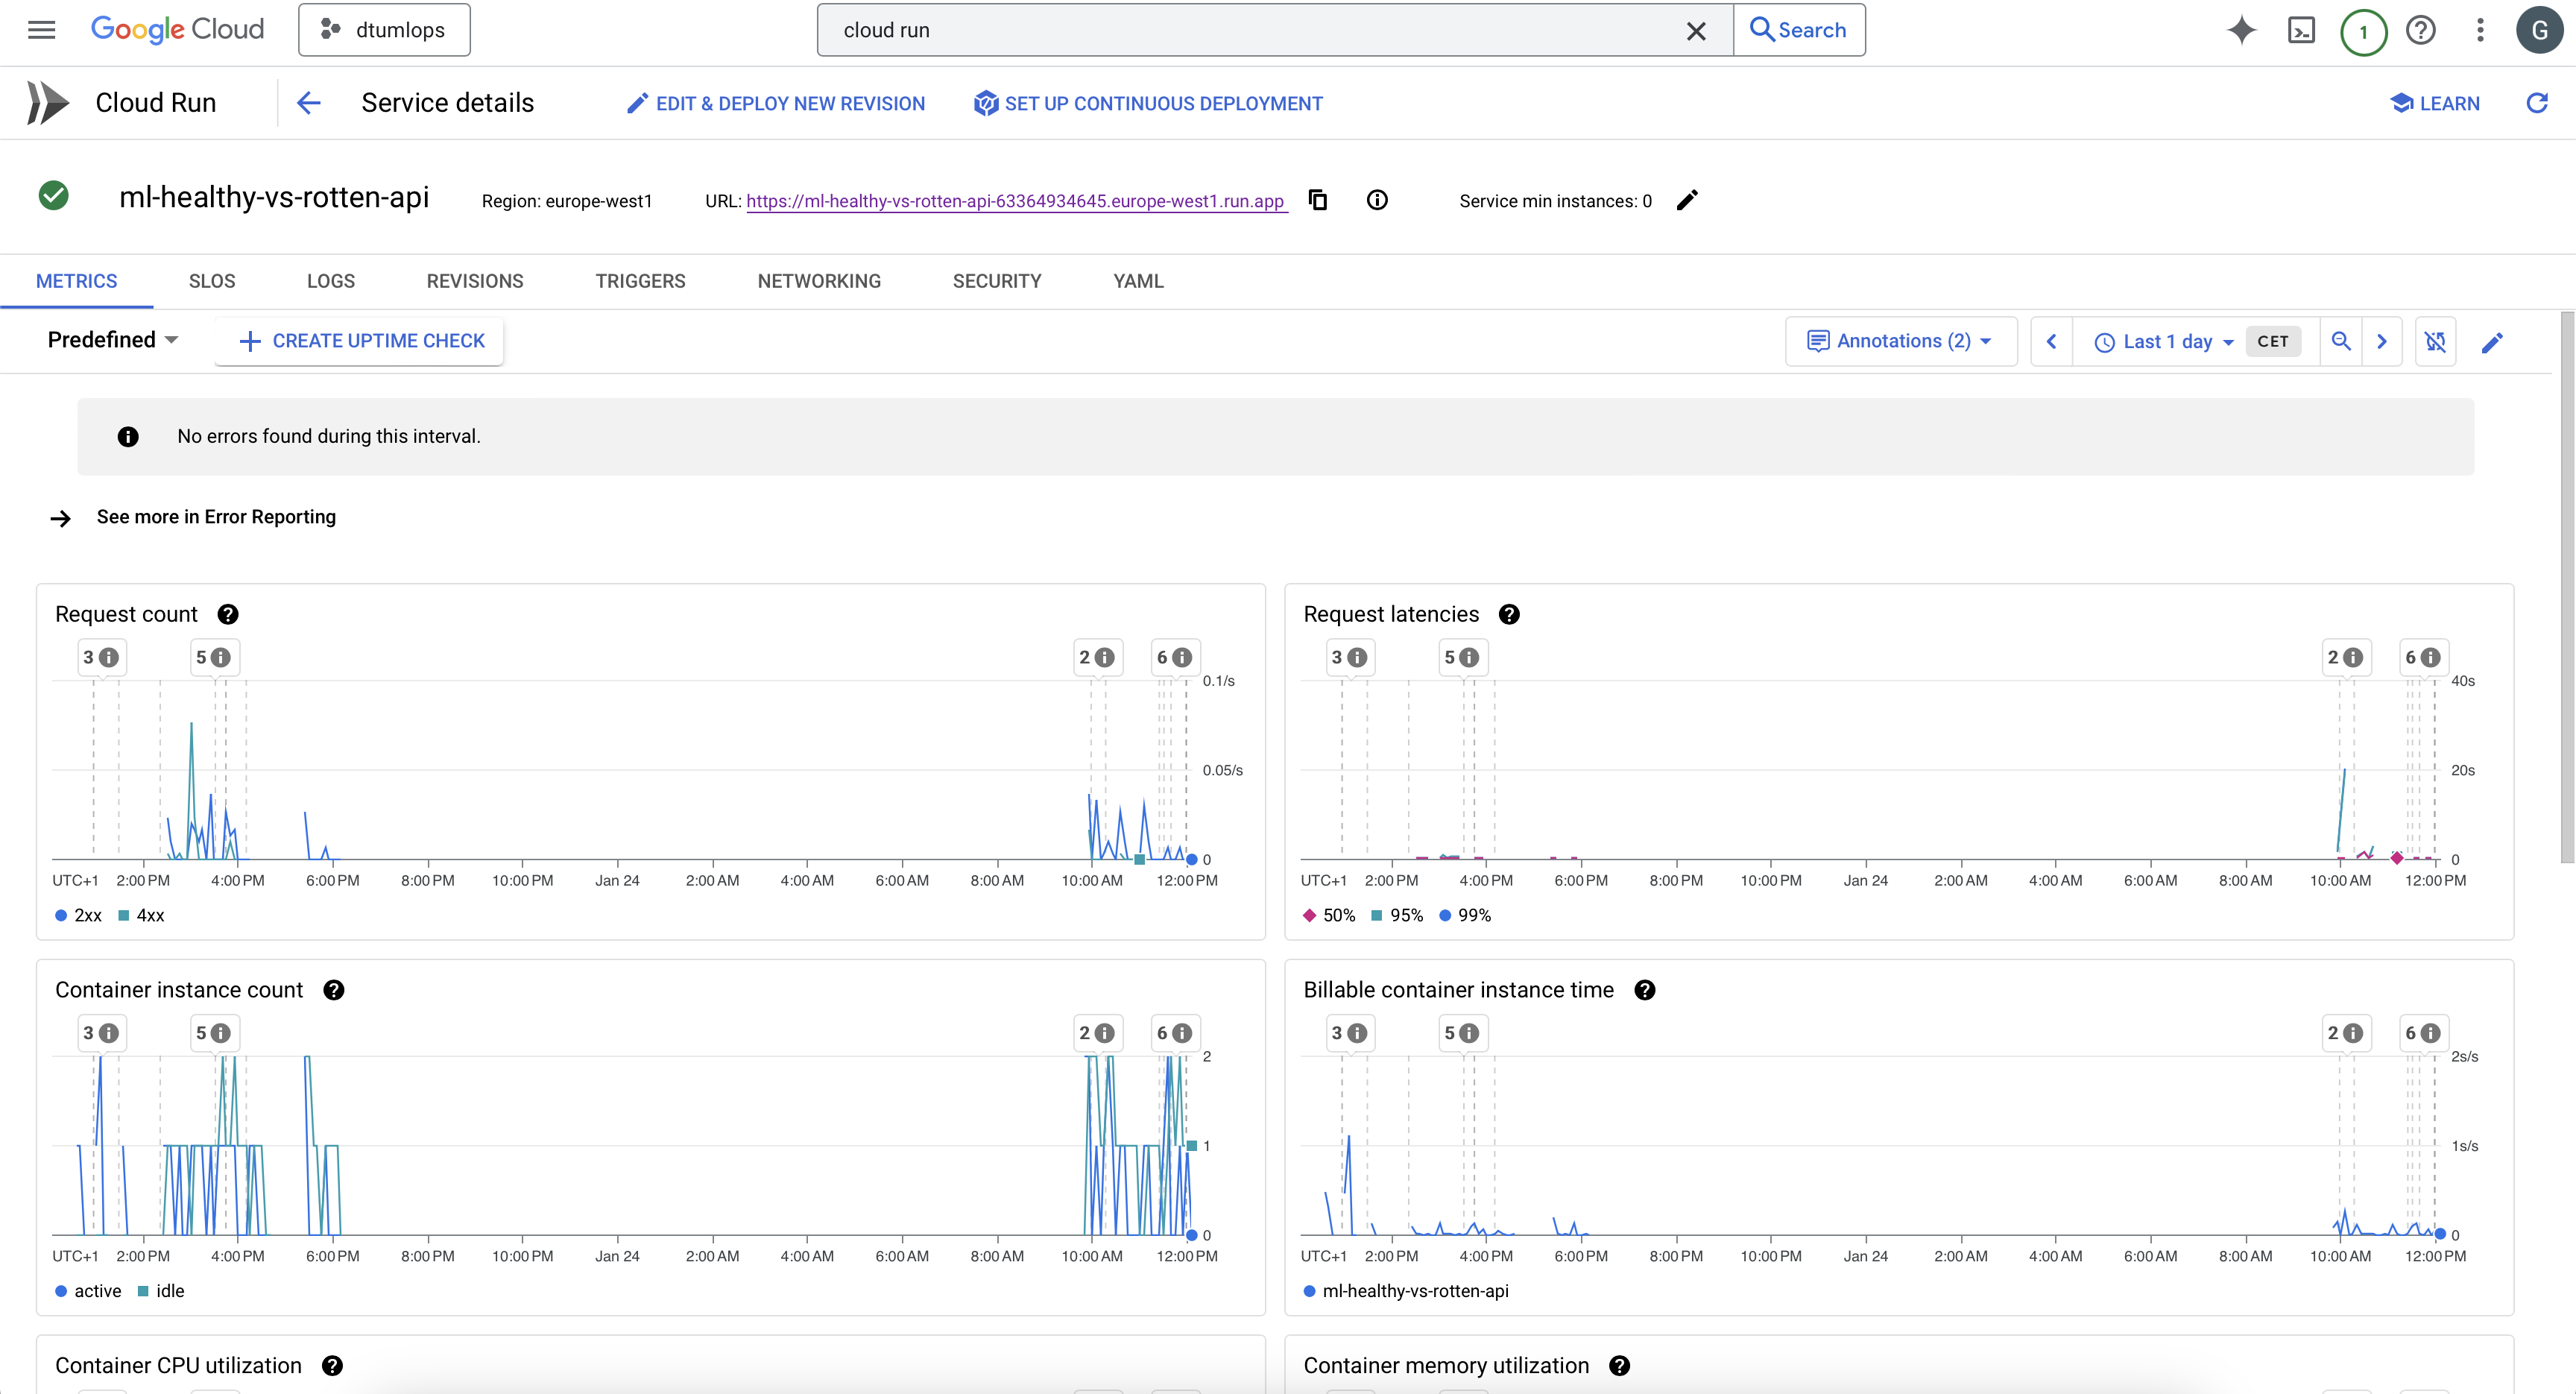 Google Cloud
dtumlops
cloud run
Search
1
G
Cloud Run
Service details
EDIT & DEPLOY NEW REVISION
SET UP CONTINUOUS DEPLOYMENT
LEARN
ml-healthy-vs-rotten-api
Region: europe-west1
URL: https://ml-healthy-vs-rotten-api-63364934645.europe-west1.run.app
Service min instances: 0
METRICS
SLOS
LOGS
REVISIONS
TRIGGERS
NETWORKING
SECURITY
YAML
Predefined
CREATE UPTIME CHECK
Annotations (2)
Last 1 day
CET
No errors found during this interval.
See more in Error Reporting
Request count
3
5
2
6
0.1/s
0.05/s
0
UTC+1 2:00 PM 4:00 PM 6:00 PM 8:00 PM 10:00 PM Jan 24 2:00 AM 4:00 AM 6:00 AM 8:00 AM 10:00 AM 12:00 PM
2xx 4xx
Request latencies
3
5
2
6
40s
20s
0
UTC+1 2:00 PM 4:00 PM 6:00 PM 8:00 PM 10:00 PM Jan 24 2:00 AM 4:00 AM 6:00 AM 8:00 AM 10:00 AM 12:00 PM
50% 95% 99%
Container instance count
3
5
2
6
2
1
0
UTC+1 2:00 PM 4:00 PM 6:00 PM 8:00 PM 10:00 PM Jan 24 2:00 AM 4:00 AM 6:00 AM 8:00 AM 10:00 AM 12:00 PM
active idle
Billable container instance time
3
5
2
6
2s/s
1s/s
0
UTC+1 2:00 PM 4:00 PM 6:00 PM 8:00 PM 10:00 PM Jan 24 2:00 AM 4:00 AM 6:00 AM 8:00 AM 10:00 AM 12:00 PM
ml-healthy-vs-rotten-api
Container CPU utilization
Container memory utilization